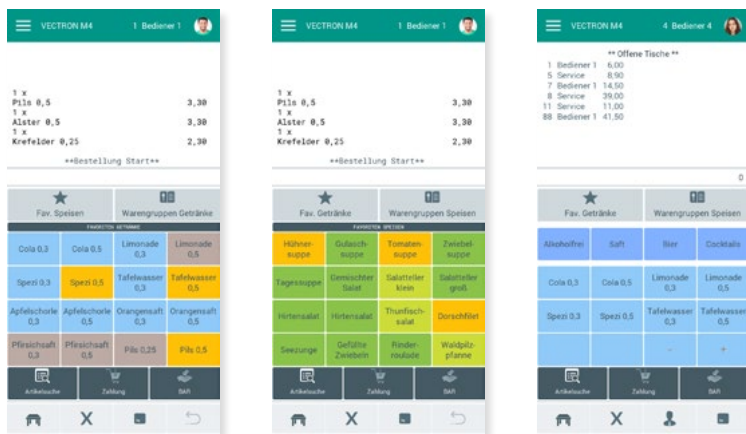 VECTRON M4 1 Bediener 1
1 x
Pils 0,5 3,30
1 x
Alster 0,5 3,30
1 x
Krefelder 0,25 2,30
**Bestellung Start**
Fav. Speisen Warengruppen Getränke
FAVORITEN GETRÄNKE
Cola 0,3 Cola 0,5 Limonade 0,3 Limonade 0,5
Spezi 0,3 Spezi 0,5 Tafelwasser 0,3 Tafelwasser 0,5
Apfelschorle 0,3 Apfelschorle 0,5 Orangensaft 0,3 Orangensaft 0,5
Pfirsichsaft 0,3 Pfirsichsaft 0,5 Pils 0,25 Pils 0,5
Artikelsuche Zahlung BAR
X
VECTRON M4 1 Bediener 1
1 x
Pils 0,5 3,30
1 x
Alster 0,5 3,30
1 x
Krefelder 0,25 2,30
**Bestellung Start**
Fav. Getränke Warengruppen Speisen
FAVORITEN SPEISEN
Hühner-suppe Gulasch-suppe Tomaten-suppe Zwiebel-suppe
Tagessuppe Gemischter Salat Salatteller klein Salatteller groß
Hirtensalat Hirtensalat Thunfisch-salat Dorschfilet
Seezunge Gefüllte Zwiebeln Rinder-roulade Waldpilz-pfanne
Artikelsuche Zahlung BAR
X
VECTRON M4 4 Bediener 4
** Offene Tische **
1 Bediener 1 6,00
5 Service 8,90
7 Bediener 1 14,50
8 Service 39,00
11 Service 11,00
88 Bediener 1 41,50
0
Fav. Getränke Warengruppen Speisen
Alkoholfrei Saft Bier Cocktails
Cola 0,3 Cola 0,5 Limonade 0,3 Limonade 0,5
Spezi 0,3 Spezi 0,5 Tafelwasser 0,3 Tafelwasser 0,5
- +
Artikelsuche Zahlung BAR
X